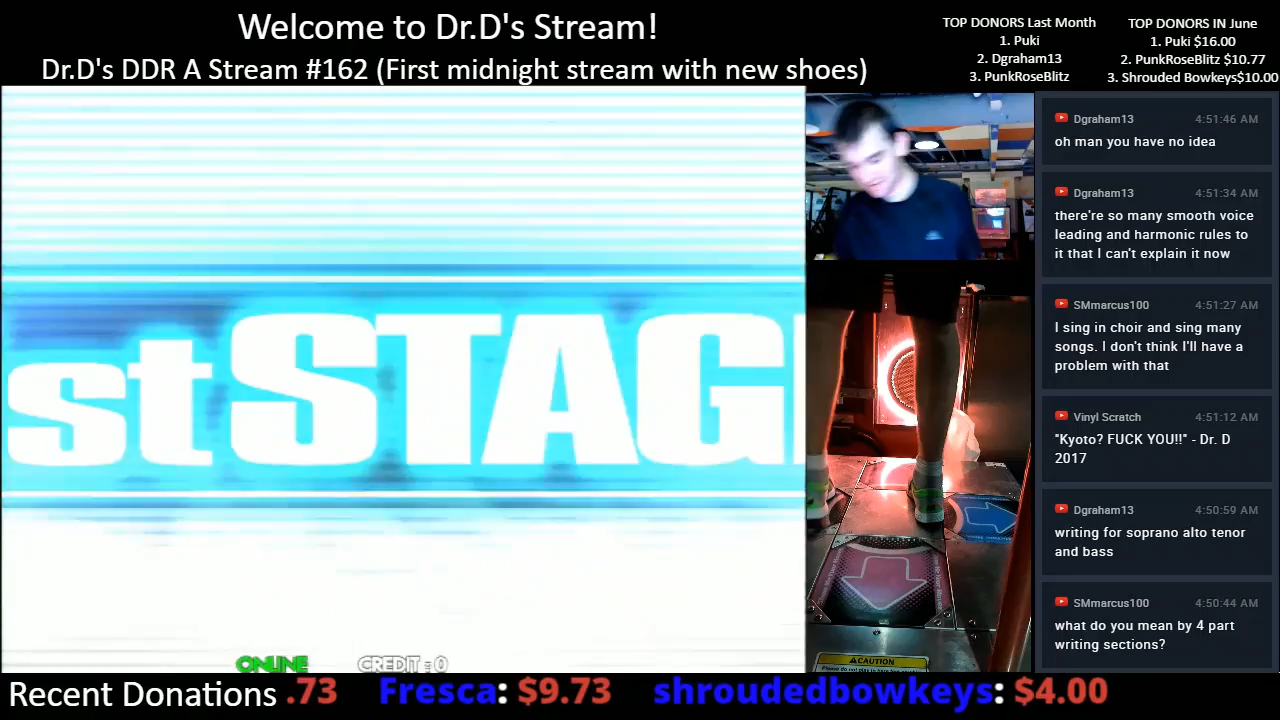 Welcome to Dr.D's Stream!
Dr.D's DDR A Stream #162 (First midnight stream with new shoes)
TOP DONORS Last Month
1. Puki
2. Dgraham13
3. PunkRoseBlitz
TOP DONORS IN June
1. Puki $16.00
2. PunkRoseBlitz $10.77
3. Shrouded Bowkeys$10.00
st STAG
ONLINE
CREDIT : 0
Dgraham13 4:51:46 AM
oh man you have no idea
Dgraham13 4:51:34 AM
there're so many smooth voice
leading and harmonic rules to
it that I can't explain it now
SMmarcus100 4:51:27 AM
I sing in choir and sing many
songs. I don't think I'll have a
problem with that
Vinyl Scratch 4:51:12 AM
"Kyoto? FUCK YOU!!" - Dr. D
2017
Dgraham13 4:50:59 AM
writing for soprano alto tenor
and bass
SMmarcus100 4:50:44 AM
what do you mean by 4 part
writing sections?
CAUTION
Recent Donations .73 Fresca: $9.73 shroudedbowkeys: $4.00